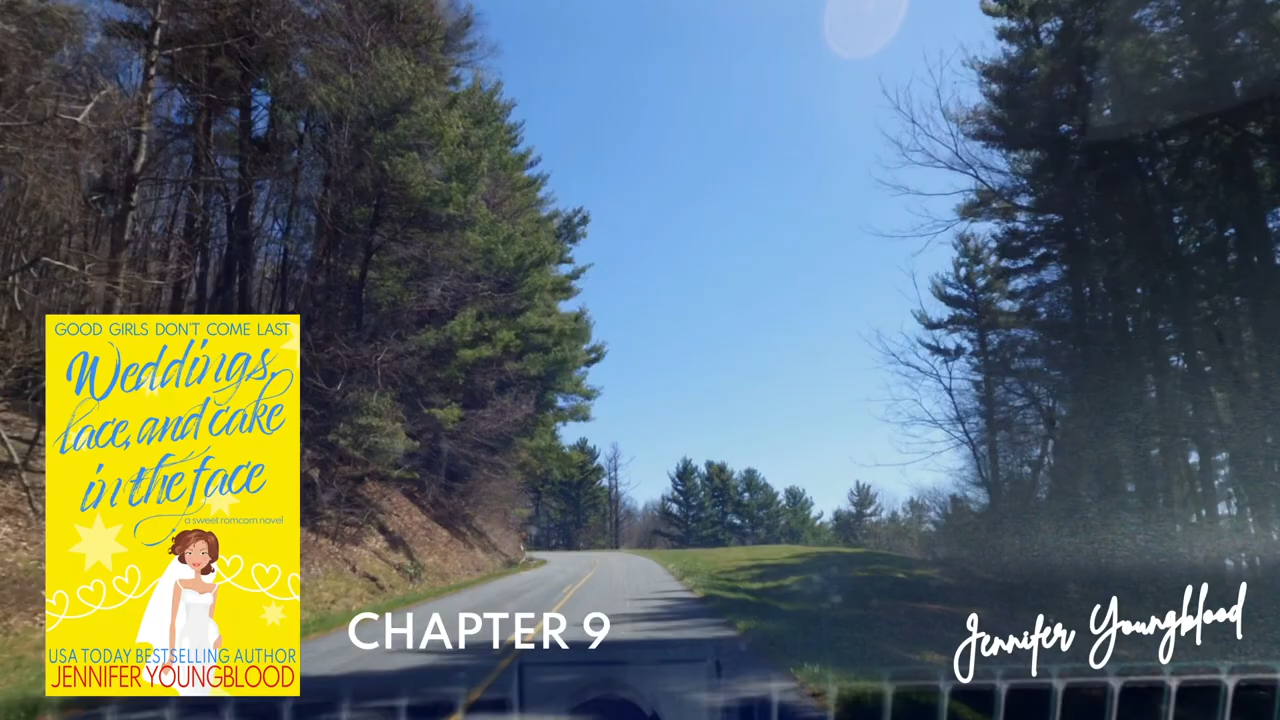 GOOD GIRLS DON'T COME LAST
Weddings,
lace, and cake
in the face
a sweet romcom novel
USA TODAY BESTSELLING AUTHOR
JENNIFER YOUNGBLOOD
CHAPTER 9
Jennifer Youngblood